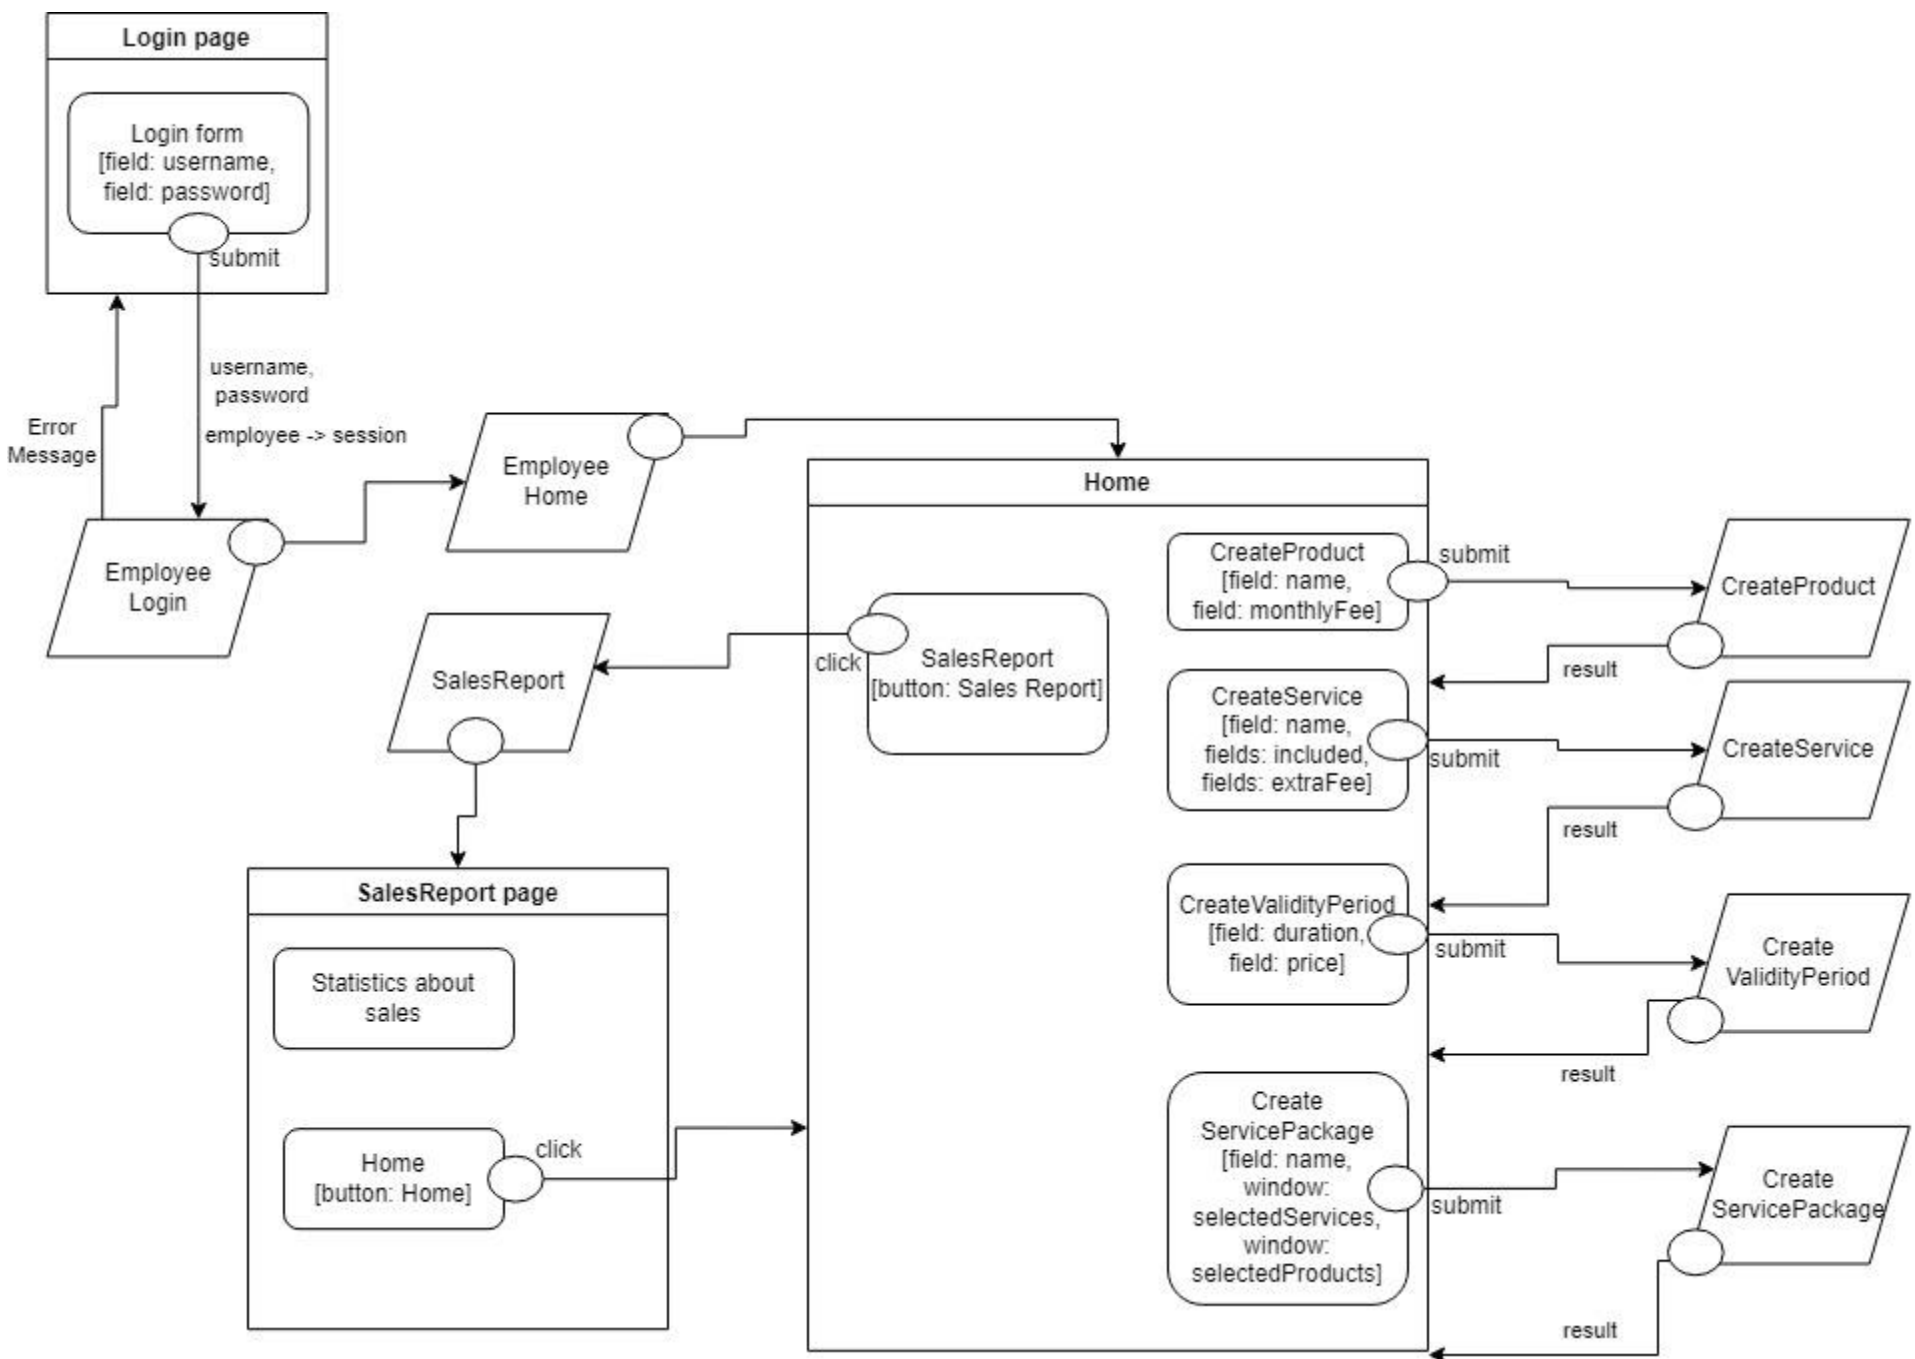 Login page
Login form
[field: username,
field: password]
submit
username,
password
employee -> session
Error
Message
Employee
Login
Employee
Home
Home
SalesReport
[button: Sales Report]
click
SalesReport
CreateProduct
[field: name,
field: monthlyFee]
submit
CreateProduct
result
CreateService
[field: name,
fields: included,
fields: extraFee]
submit
CreateService
result
CreateValidityPeriod
[field: duration,
field: price]
submit
Create
ValidityPeriod
result
Create
ServicePackage
[field: name,
window:
selectedServices,
window:
selectedProducts]
submit
Create
ServicePackage
result
SalesReport page
Statistics about
sales
Home
[button: Home]
click